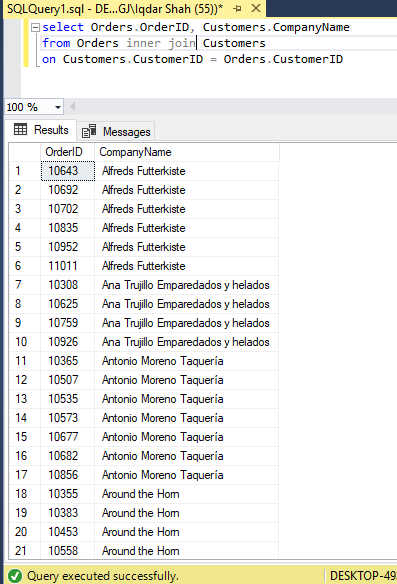 SQLQuery1.sql - DE...GJ\Iqdar Shah (55))*
select Orders.OrderID, Customers.CompanyName
from Orders inner join Customers
on Customers.CustomerID = Orders.CustomerID
100 %
Results Messages
OrderID CompanyName
1 10643 Alfreds Futterkiste
2 10692 Alfreds Futterkiste
3 10702 Alfreds Futterkiste
4 10835 Alfreds Futterkiste
5 10952 Alfreds Futterkiste
6 11011 Alfreds Futterkiste
7 10308 Ana Trujillo Emparedados y helados
8 10625 Ana Trujillo Emparedados y helados
9 10759 Ana Trujillo Emparedados y helados
10 10926 Ana Trujillo Emparedados y helados
11 10365 Antonio Moreno Taquería
12 10507 Antonio Moreno Taquería
13 10535 Antonio Moreno Taquería
14 10573 Antonio Moreno Taquería
15 10677 Antonio Moreno Taquería
16 10682 Antonio Moreno Taquería
17 10856 Antonio Moreno Taquería
18 10355 Around the Horn
19 10383 Around the Horn
20 10453 Around the Horn
21 10558 Around the Horn
Query executed successfully. DESKTOP-49